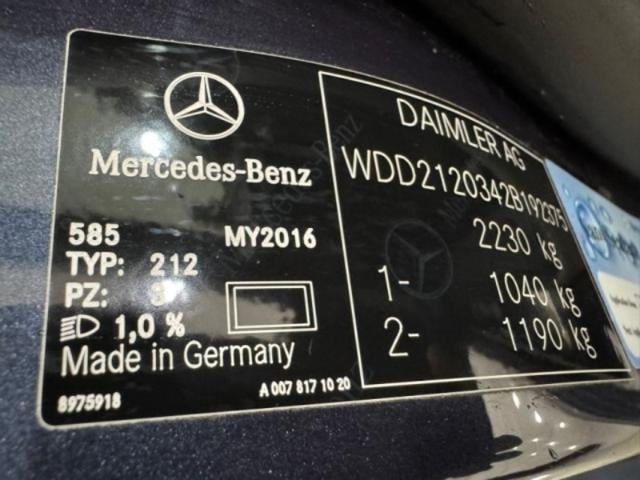 Mercedes-Benz
585 MY2016
TYP: 212
PZ:
1,0 %
Made in Germany
8975918
A 007 817 10 20
DAIMLER AG
WDD2120342B192375
2230 kg
1- 1040 kg
2- 1190 kg